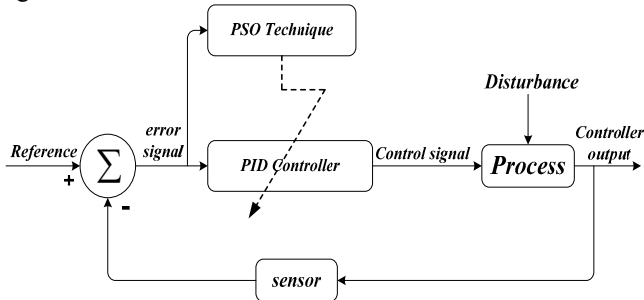 PSO Technique
Disturbance
error
signal
Controller
output
Reference
Σ
PID Controller
Control signal
Process
+
-
sensor